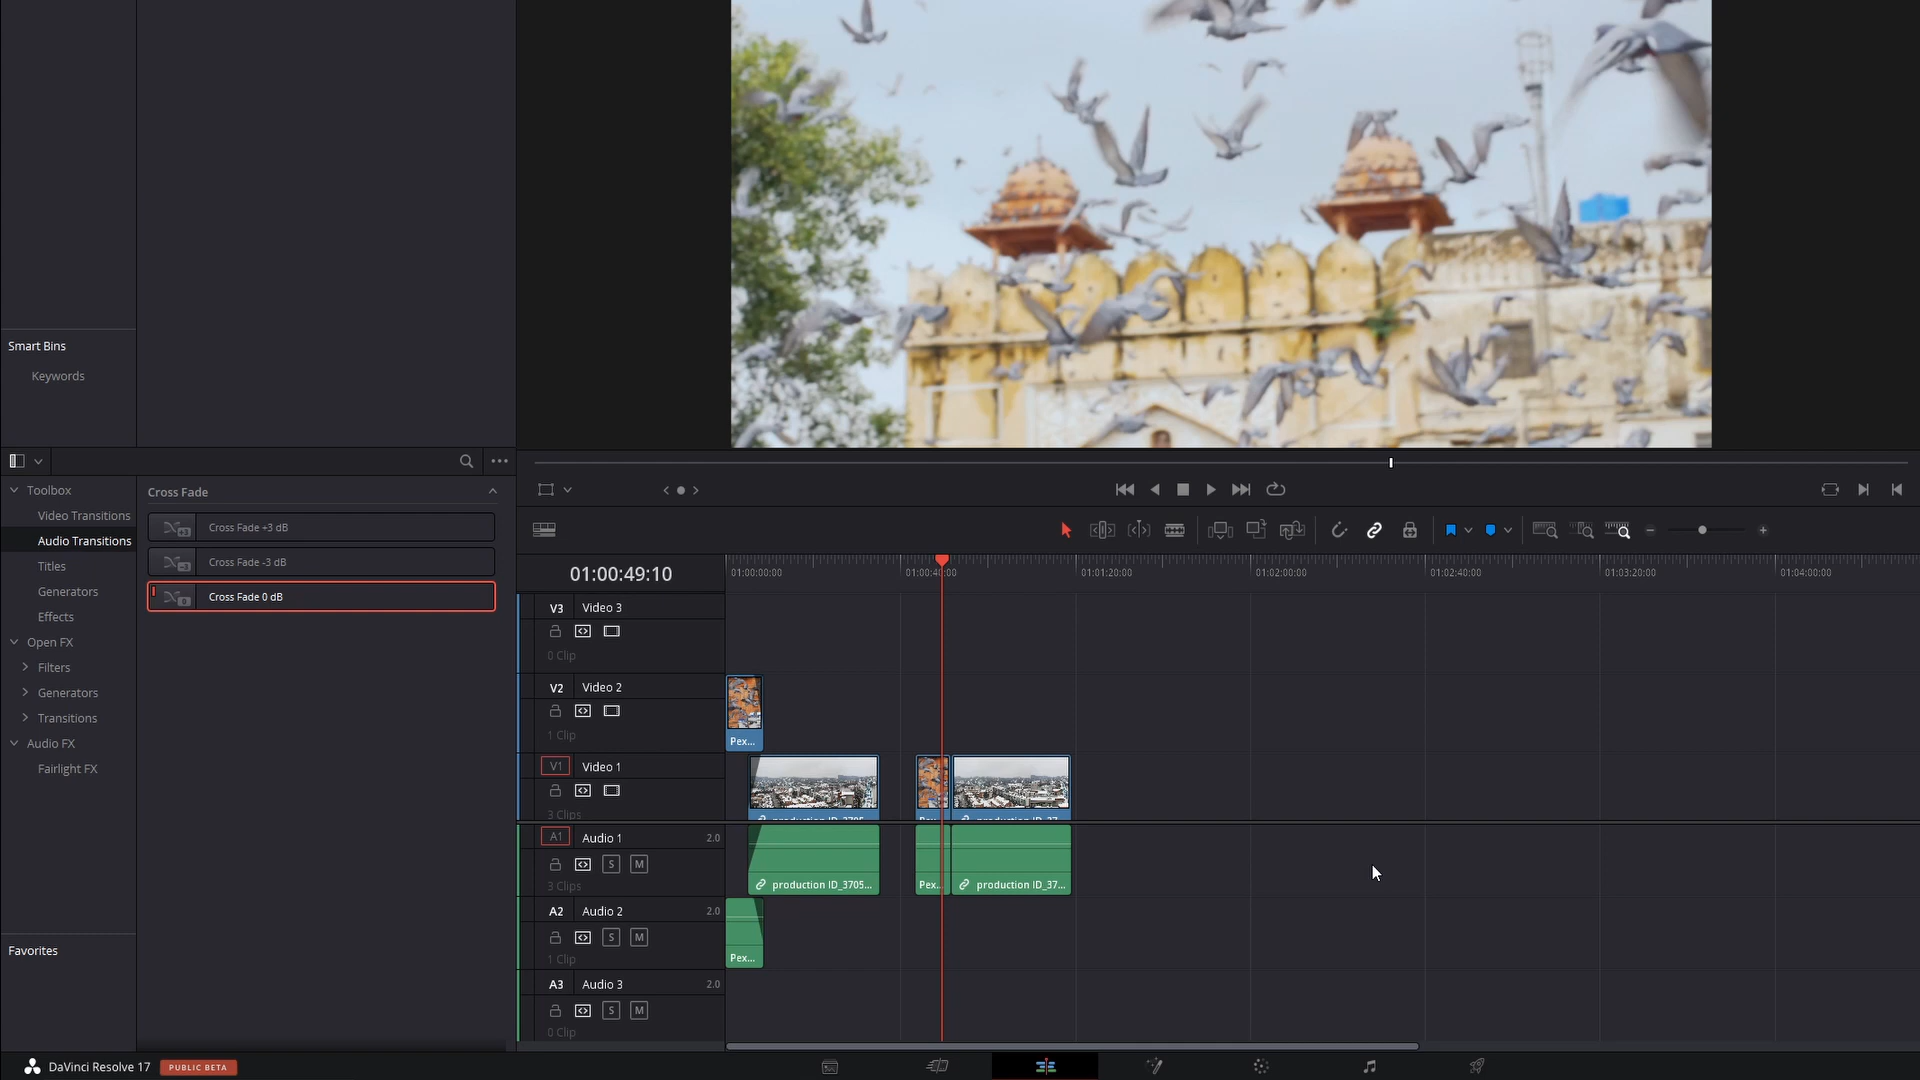 Smart Bins
Keywords
Toolbox
Video Transitions
Audio Transitions
Titles
Generators
Effects
Open FX
Filters
Generators
Transitions
Audio FX
Fairlight FX
Favorites
Cross Fade
Cross Fade +3 dB
Cross Fade -3 dB
Cross Fade 0 dB
01:00:49:10
01:00:00:00
01:00:40:00
01:01:20:00
01:02:00:00
01:02:40:00
01:03:20:00
01:04:00:00
V3 Video 3
0 Clip
V2 Video 2
1 Clip
Pex...
V1 Video 1
3 Clips
A1 Audio 1 2.0
S M
3 Clips
production ID_3705...
Pex...
production ID_37...
A2 Audio 2 2.0
S M
1 Clip
Pex...
A3 Audio 3 2.0
S M
0 Clip
DaVinci Resolve 17
PUBLIC BETA